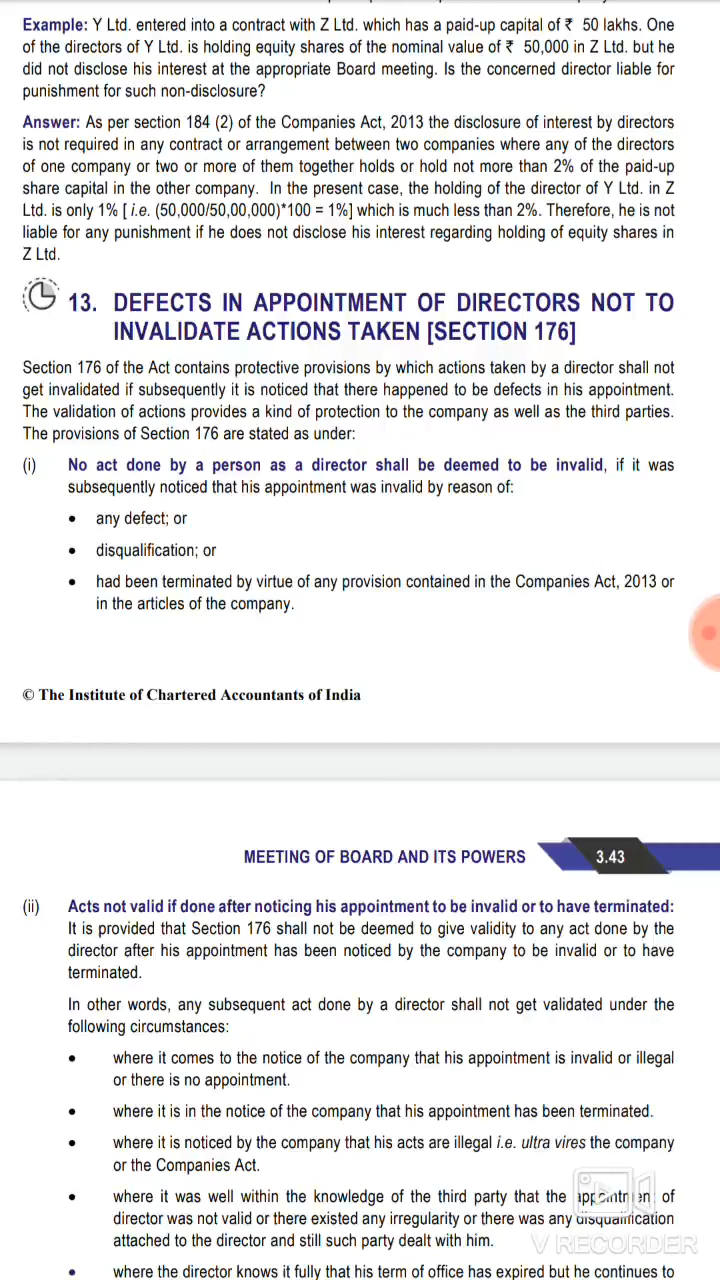 Example: Y Ltd. entered into a contract with Z Ltd. which has a paid-up capital of ₹ 50 lakhs. One
of the directors of Y Ltd. is holding equity shares of the nominal value of ₹ 50,000 in Z Ltd. but he
did not disclose his interest at the appropriate Board meeting. Is the concerned director liable for
punishment for such non-disclosure?
Answer: As per section 184 (2) of the Companies Act, 2013 the disclosure of interest by directors
is not required in any contract or arrangement between two companies where any of the directors
of one company or two or more of them together holds or hold not more than 2% of the paid-up
share capital in the other company. In the present case, the holding of the director of Y Ltd. in Z
Ltd. is only 1% [ i.e. (50,000/50,00,000)*100 = 1%] which is much less than 2%. Therefore, he is not
liable for any punishment if he does not disclose his interest regarding holding of equity shares in
Z Ltd.
13. DEFECTS IN APPOINTMENT OF DIRECTORS NOT TO
INVALIDATE ACTIONS TAKEN [SECTION 176]
Section 176 of the Act contains protective provisions by which actions taken by a director shall not
get invalidated if subsequently it is noticed that there happened to be defects in his appointment.
The validation of actions provides a kind of protection to the company as well as the third parties.
The provisions of Section 176 are stated as under:
(i) No act done by a person as a director shall be deemed to be invalid, if it was
subsequently noticed that his appointment was invalid by reason of:
• any defect; or
• disqualification; or
• had been terminated by virtue of any provision contained in the Companies Act, 2013 or
in the articles of the company.
© The Institute of Chartered Accountants of India
MEETING OF BOARD AND ITS POWERS 3.43
(ii) Acts not valid if done after noticing his appointment to be invalid or to have terminated:
It is provided that Section 176 shall not be deemed to give validity to any act done by the
director after his appointment has been noticed by the company to be invalid or to have
terminated.
In other words, any subsequent act done by a director shall not get validated under the
following circumstances:
• where it comes to the notice of the company that his appointment is invalid or illegal
or there is no appointment.
• where it is in the notice of the company that his appointment has been terminated.
• where it is noticed by the company that his acts are illegal i.e. ultra vires the company
or the Companies Act.
• where it was well within the knowledge of the third party that the appointment of
director was not valid or there existed any irregularity or there was any disqualification
attached to the director and still such party dealt with him.
V RECORDER
• where the director knows it fully that his term of office has expired but he continues to